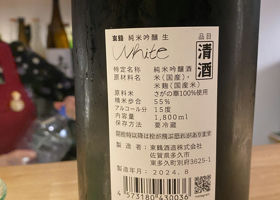 東鶴 純米吟醸 生
White
品目
清酒
特定名称 純米吟醸酒
原材料名 米(国産)・
米麹(国産米)
原料米 さがの華100%使用
精米歩合 55%
アルコール分 15度
内容量 1,800ml
保存方法 要冷蔵
製造者 東鶴酒造株式会社
佐賀県多久市
東多久町別府3625-1
製造年月 2024. 8
4573180430036